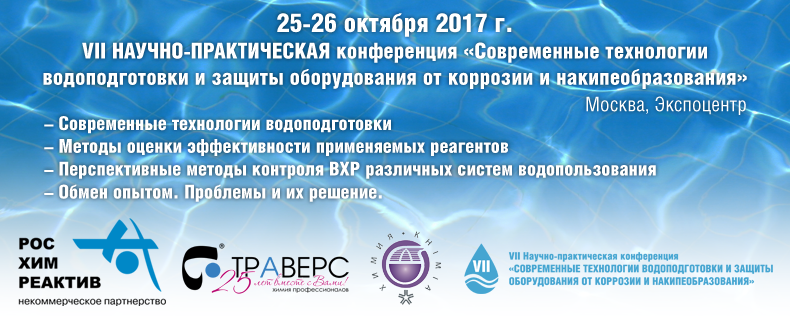 25-26 октября 2017 г.
VII НАУЧНО-ПРАКТИЧЕСКАЯ конференция «Современные технологии
водоподготовки и защиты оборудования от коррозии и накипеобразования»
Москва, Экспоцентр
– Современные технологии водоподготовки
– Методы оценки эффективности применяемых реагентов
– Перспективные методы контроля ВХР различных систем водопользования
– Обмен опытом. Проблемы и их решение.
РОС
ХИМ
РЕАКТИВ
некоммерческое партнерство
®
ТРАВЕРС
25 лет вместе с Вами!
химия профессионалов
ХИМИЯ • KHIMIA
VII
VII Научно-практическая конференция
«СОВРЕМЕННЫЕ ТЕХНОЛОГИИ ВОДОПОДГОТОВКИ И ЗАЩИТЫ
ОБОРУДОВАНИЯ ОТ КОРРОЗИИ И НАКИПЕОБРАЗОВАНИЯ»